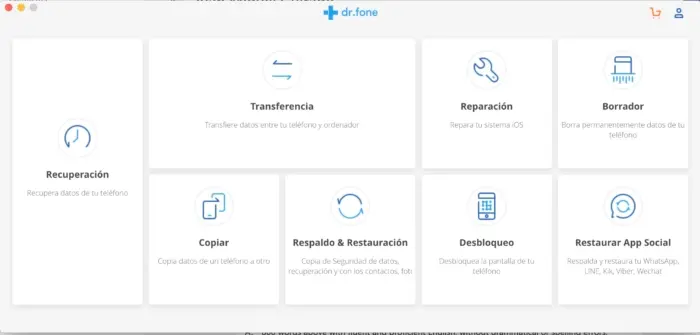 dr.fone
Recuperación
Recupera datos de tu teléfono
Transferencia
Transfiere datos entre tu teléfono y ordenador
Reparación
Repara tu sistema iOS
Borrador
Borra permanentemente datos de tu
teléfono
Copiar
Copia datos de un teléfono a otro
Respaldo & Restauración
Copia de Seguridad de datos,
recuperación y con los contactos, fob
Desbloqueo
Desbloquea la pantalla de tu
teléfono
Restaurar App Social
Respalda y restaura tu WhatsApp,
LINE, Kik, Viber, Wechat